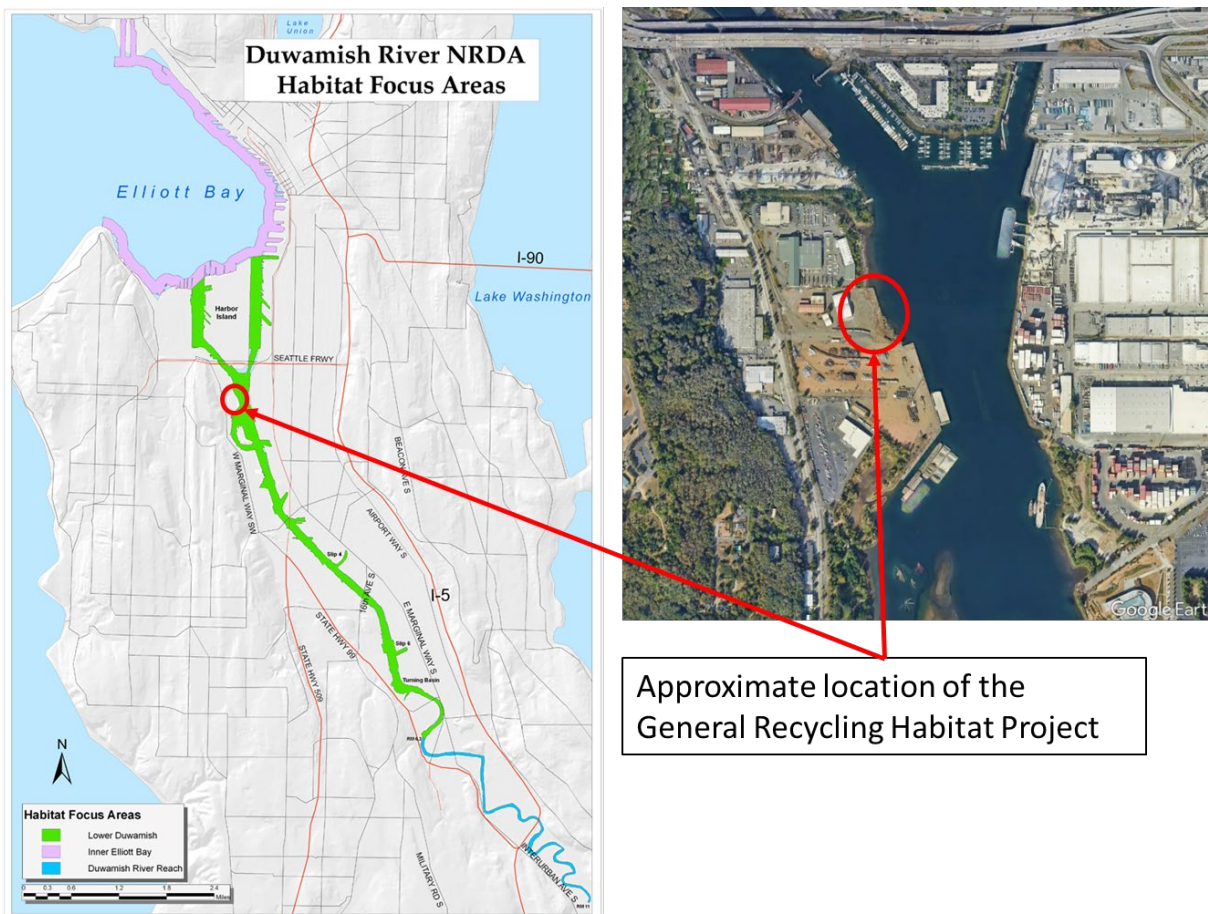 Lake
Union
Duwamish River NRDA
Habitat Focus Areas
Elliott Bay
I-90
Lake Washington
Harbor
Island
SEATTLE FRWY
W MARGINAL WAY SW
BEACON AVE S
AIRPORT WAY S
Slip 4
16th AVE S
I-5
E MARGINAL WAY S
STATE HWY 99
Slip 6
STATE HWY 509
Turning Basin
N
INTERURBAN AVE S
MILITARY RD S
RM 11
Habitat Focus Areas
Lower Duwamish
Inner Elliott Bay
Duwamish River Reach
0 0.3 0.6 1.2 1.8 2.4
Miles
Google Eart
Approximate location of the
General Recycling Habitat Project